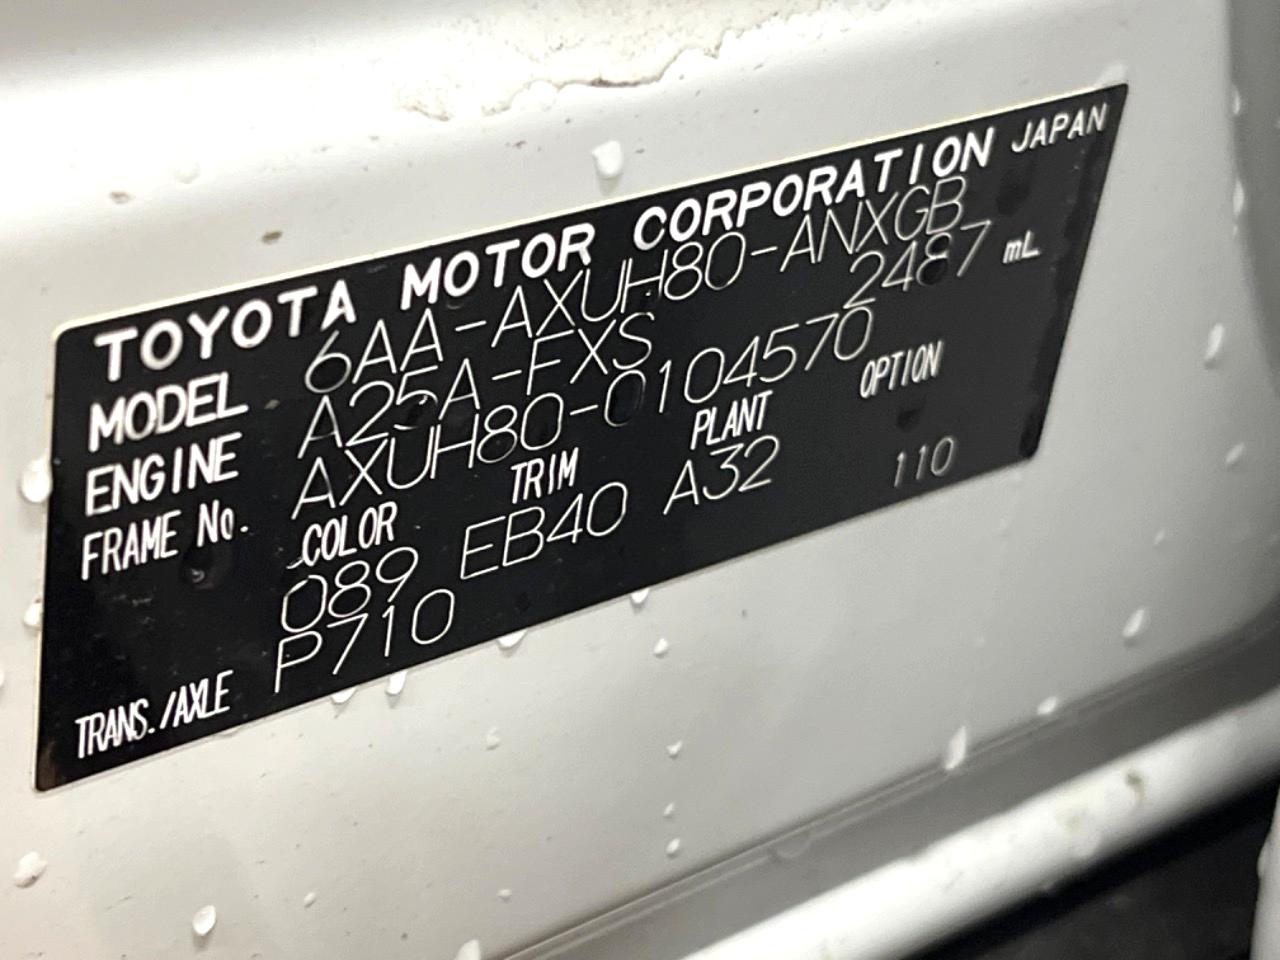 TOYOTA MOTOR CORPORATION JAPAN
MODEL 6AA-AXUH80-ANXGB
ENGINE A25A-FXS 2487 mL
FRAME No. AXUH80-0104570
COLOR TRIM PLANT OPTION
089 EB40 A32 110
TRANS./AXLE P710